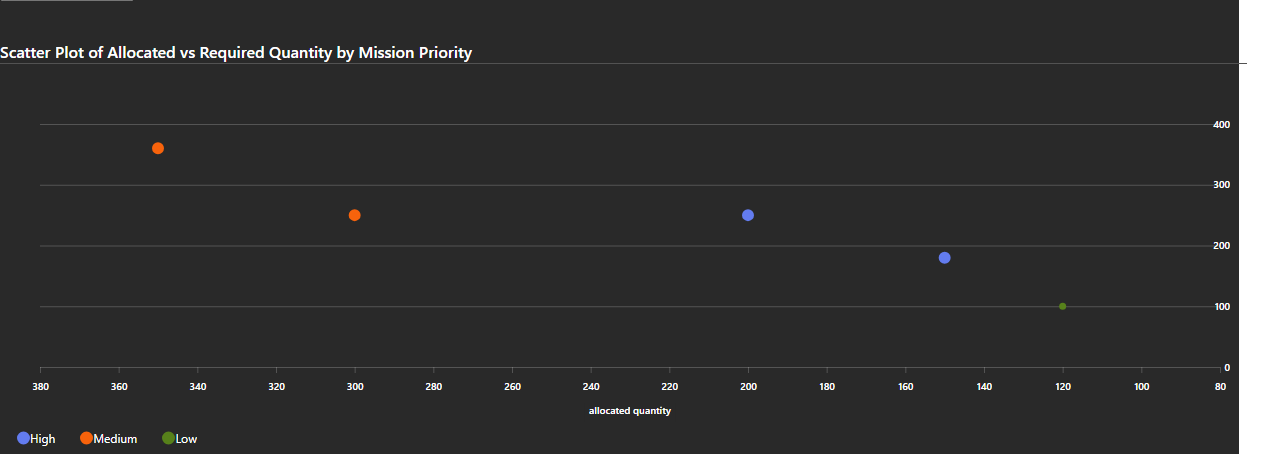 Scatter Plot of Allocated vs Required Quantity by Mission Priority
400
300
200
100
0
380 360 340 320 300 280 260 240 220 200 180 160 140 120 100 80
allocated quantity
High Medium Low